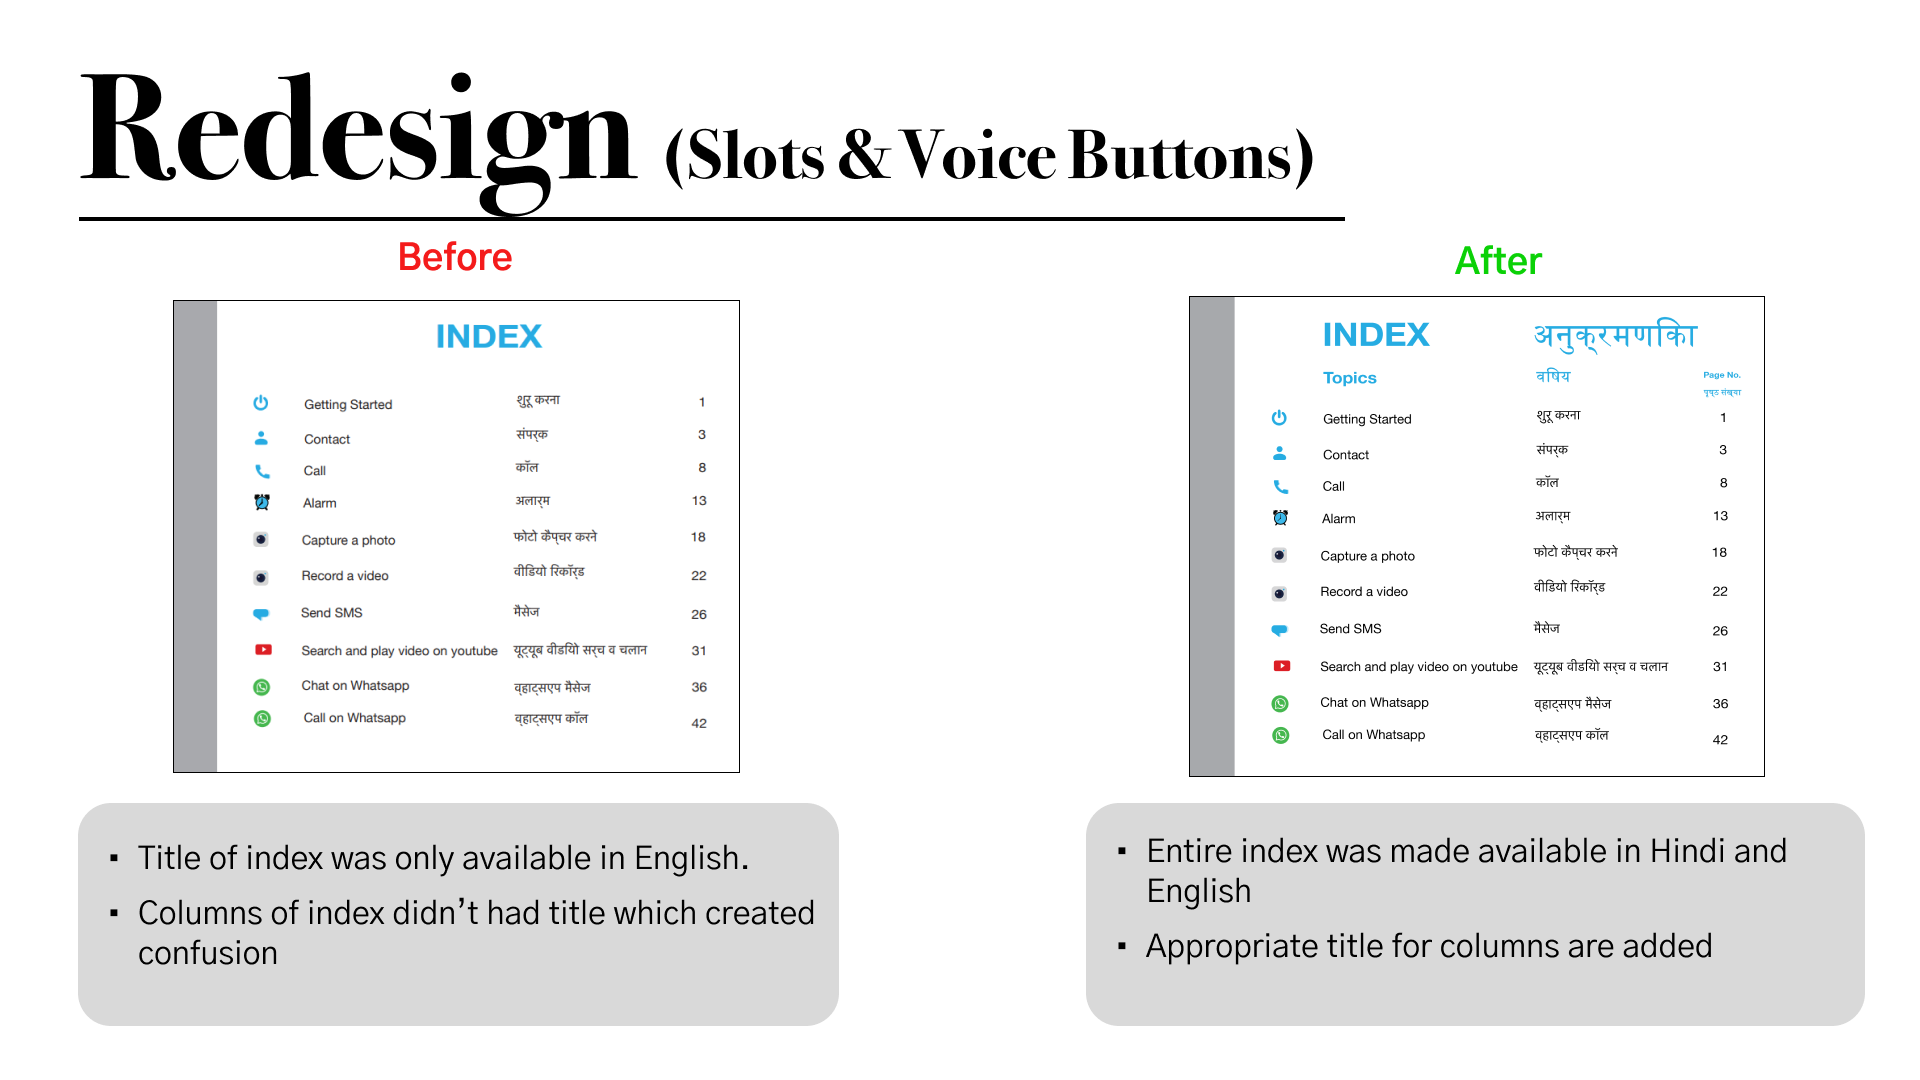 Redesign (Slots & Voice Buttons)
Before
INDEX
Getting Started शुरू करना 1
Contact संपर्क 3
Call कॉल 8
Alarm अलार्म 13
Capture a photo फोटो कैप्चर करने 18
Record a video वीडियो रिकॉर्ड 22
Send SMS मैसेज 26
Search and play video on youtube यूट्यूब वीडियो सर्च व चलान 31
Chat on Whatsapp व्हाट्सएप मैसेज 36
Call on Whatsapp व्हाट्सएप कॉल 42
▪ Title of index was only available in English.
▪ Columns of index didn’t had title which created
confusion
After
INDEX अनुक्रमणिका
Topics विषय Page No.
पृष्ठ संख्या
Getting Started शुरू करना 1
Contact संपर्क 3
Call कॉल 8
Alarm अलार्म 13
Capture a photo फोटो कैप्चर करने 18
Record a video वीडियो रिकॉर्ड 22
Send SMS मैसेज 26
Search and play video on youtube यूट्यूब वीडियो सर्च व चलान 31
Chat on Whatsapp व्हाट्सएप मैसेज 36
Call on Whatsapp व्हाट्सएप कॉल 42
▪ Entire index was made available in Hindi and
English
▪ Appropriate title for columns are added